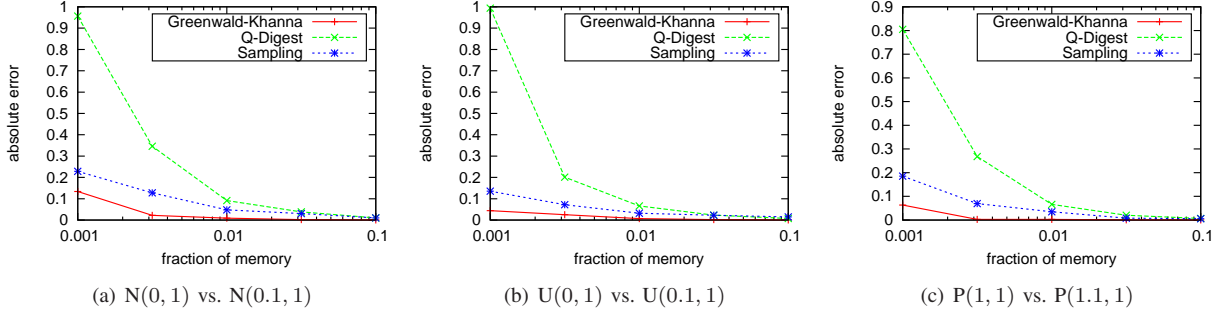 absolute error
1
0.9
0.8
0.7
0.6
0.5
0.4
0.3
0.2
0.1
0
Greenwald-Khanna
Q-Digest
Sampling
0.001
0.01
0.1
fraction of memory
(a) N(0, 1) vs. N(0.1, 1)
absolute error
1
0.9
0.8
0.7
0.6
0.5
0.4
0.3
0.2
0.1
0
Greenwald-Khanna
Q-Digest
Sampling
0.001
0.01
0.1
fraction of memory
(b) U(0, 1) vs. U(0.1, 1)
absolute error
0.9
0.8
0.7
0.6
0.5
0.4
0.3
0.2
0.1
0
Greenwald-Khanna
Q-Digest
Sampling
0.001
0.01
0.1
fraction of memory
(c) P(1, 1) vs. P(1.1, 1)